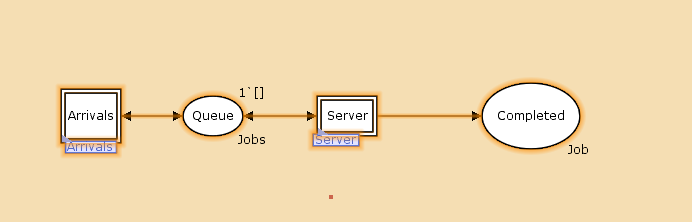 1`[]
Arrivals
Queue
Server
Completed
Arrivals
Jobs
Server
Job